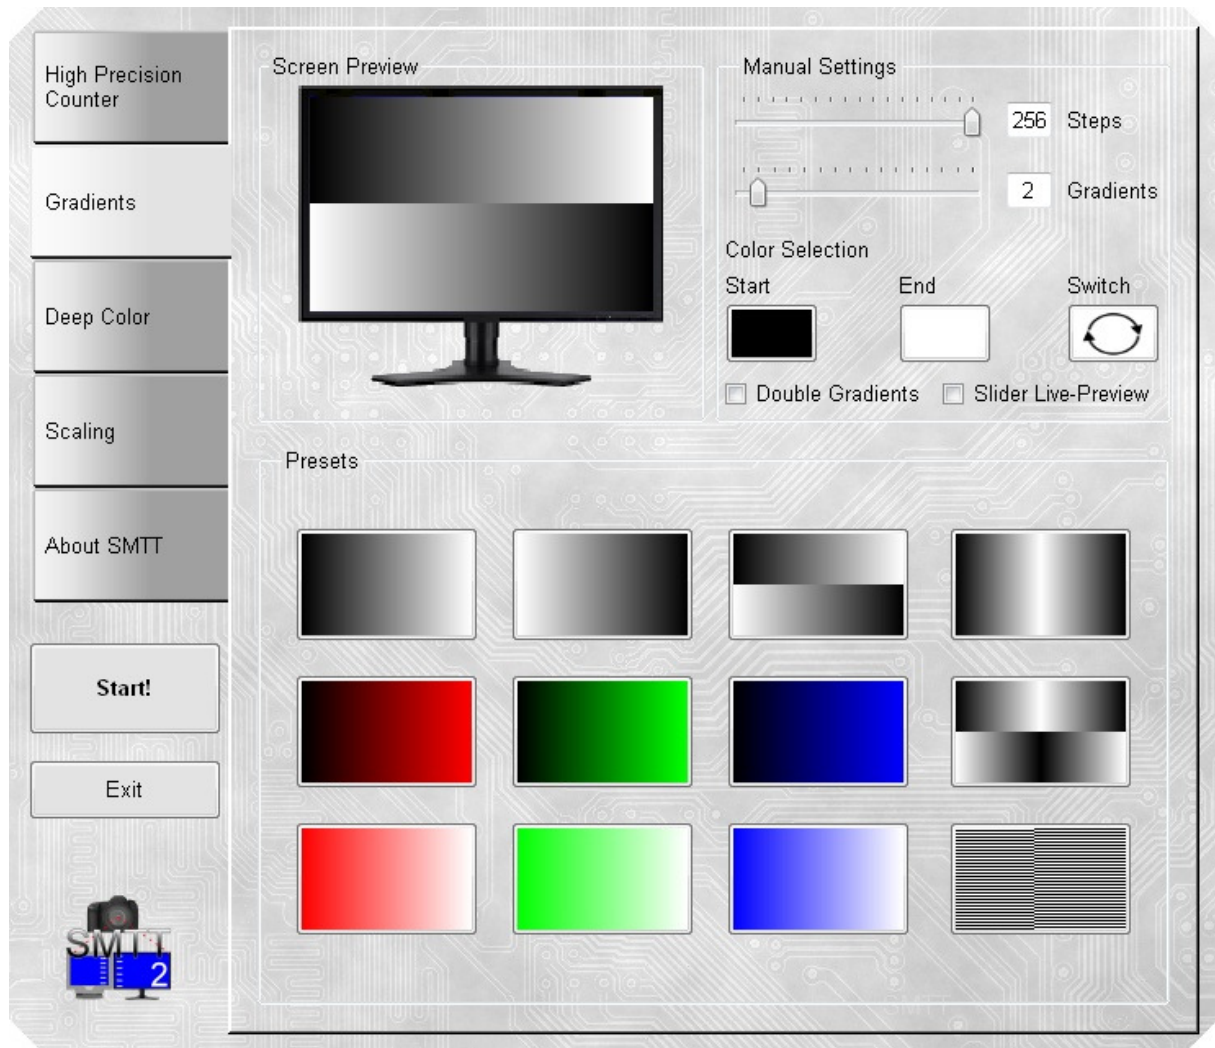 High Precision
Counter
Gradients
Deep Color
Scaling
About SMTT
Start!
Exit
SMTT
2
Screen Preview
Manual Settings
256 Steps
2 Gradients
Color Selection
Start End Switch
Double Gradients Slider Live-Preview
Presets